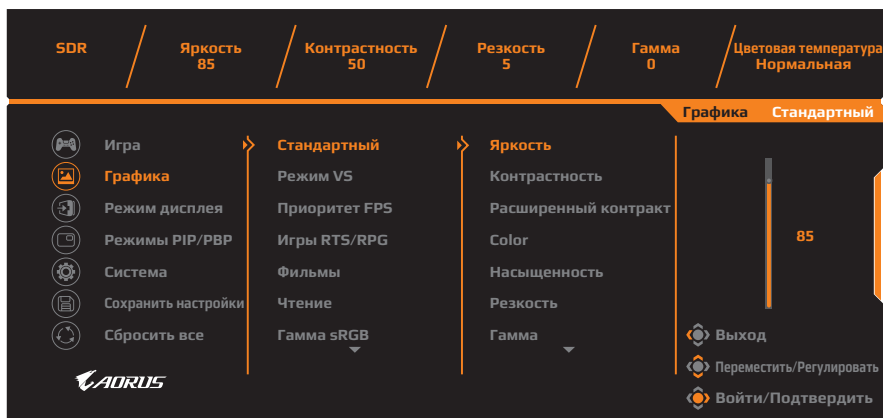 SDR
Яркость
85
Контрастность
50
Резкость
5
Гамма
0
Цветовая температура
Нормальная
Графика Стандартный
Игра
Графика
Режим дисплея
Режимы PIP/PBP
Система
Сохранить настройки
Сбросить все
Стандартный
Режим VS
Приоритет FPS
Игры RTS/RPG
Фильмы
Чтение
Гамма sRGB
Яркость
Контрастность
Расширенный контракт
Color
Насыщенность
Резкость
Гамма
85
Выход
Переместить/Регулировать
Войти/Подтвердить
AORUS